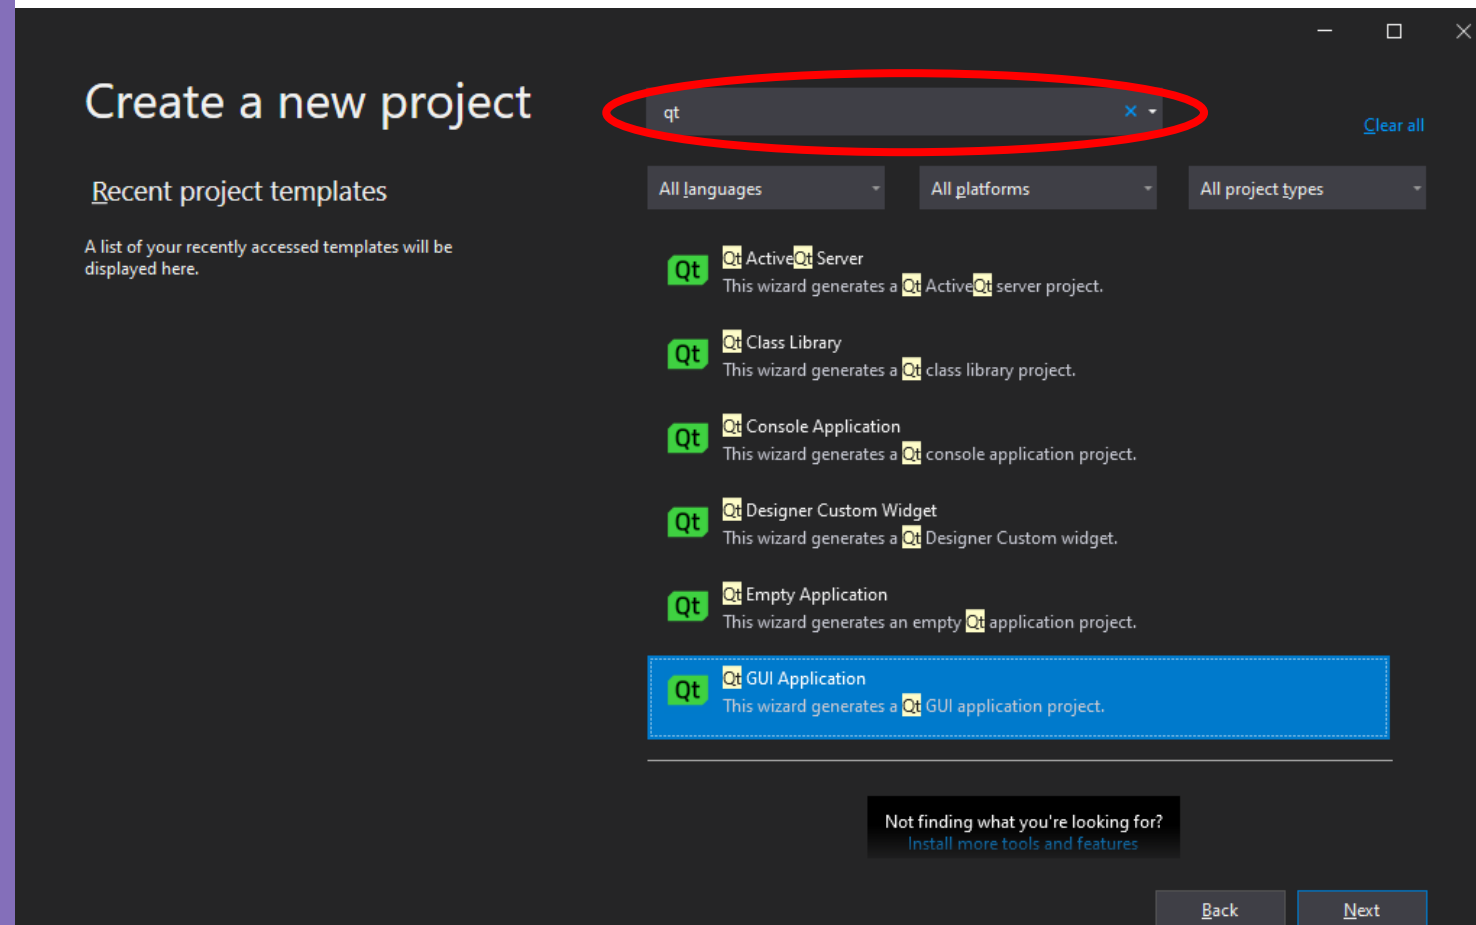 Create a new project
qt
Clear all
Recent project templates
All languages
All platforms
All project types
A list of your recently accessed templates will be
displayed here.
Qt
Qt ActiveQt Server
This wizard generates a Qt ActiveQt server project.
Qt
Qt Class Library
This wizard generates a Qt class library project.
Qt
Qt Console Application
This wizard generates a Qt console application project.
Qt
Qt Designer Custom Widget
This wizard generates a Qt Designer Custom widget.
Qt
Qt Empty Application
This wizard generates an empty Qt application project.
Qt
Qt GUI Application
This wizard generates a Qt GUI application project.
Not finding what you're looking for?
Install more tools and features
Back
Next